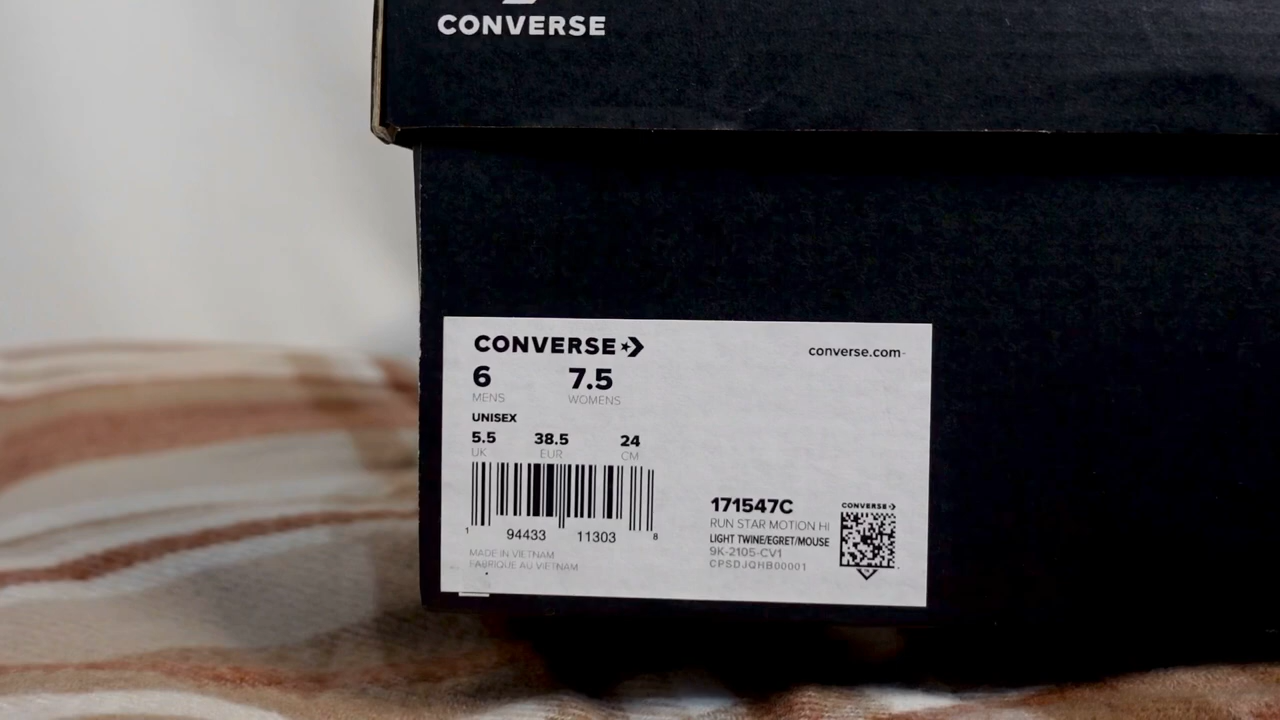 CONVERSE
CONVERSE
converse.com
6 7.5
MENS WOMENS
UNISEX
5.5 38.5 24
UK EUR CM
1 94433 11303 8
MADE IN VIETNAM
FABRIQUE AU VIETNAM
171547C
RUN STAR MOTION HI
LIGHT TWINE/EGRET/MOUSE
9K-2105-CV1
CPSDJQHB00001
CONVERSE